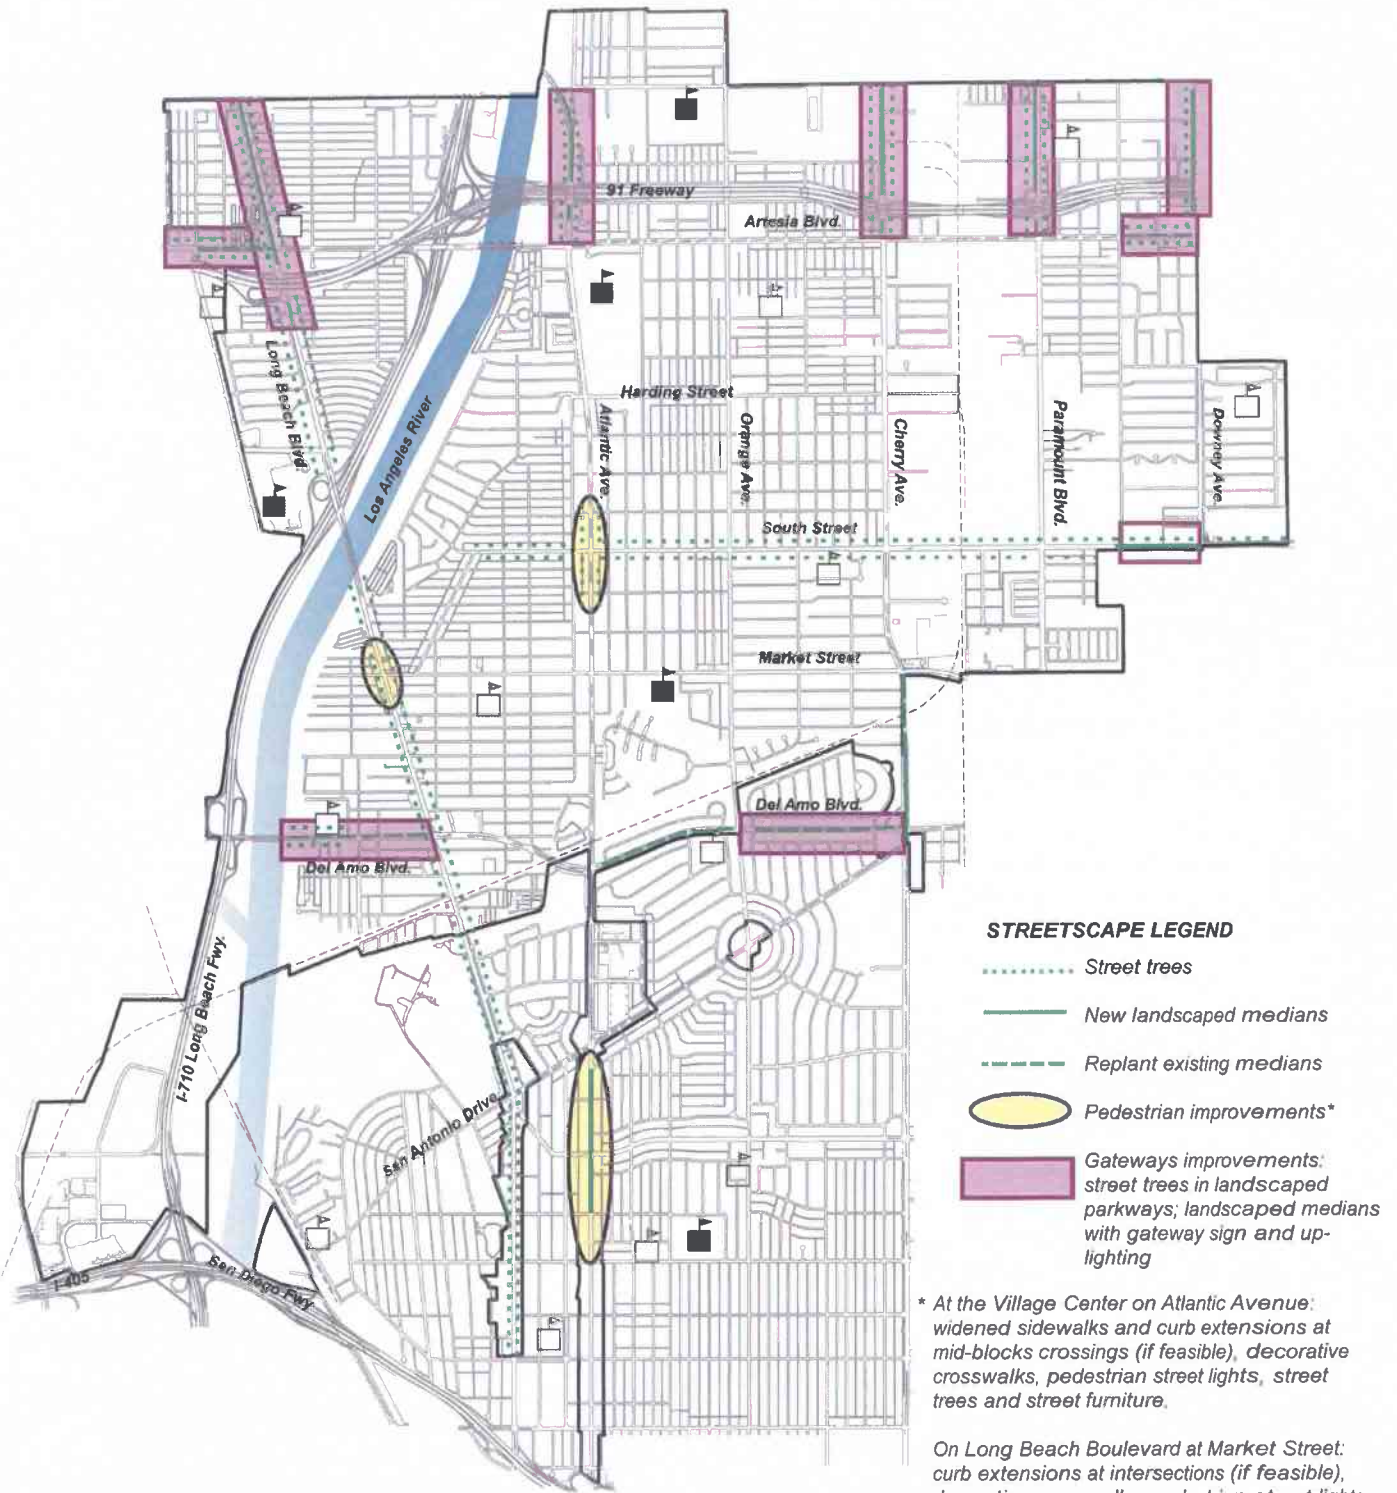 91 Freeway
Artesia Blvd.
Long Beach Blvd.
Los Angeles River
Harding Street
Atlantic Ave.
Orange Ave.
Cherry Ave.
Paramount Blvd.
Downey Ave.
South Street
Market Street
Del Amo Blvd.
Del Amo Blvd.
I-710 Long Beach Fwy.
San Antonio Drive
I-405
San Diego Fwy
STREETSCAPE LEGEND
Street trees
New landscaped medians
Replant existing medians
Pedestrian improvements*
Gateways improvements:
street trees in landscaped
parkways; landscaped medians
with gateway sign and up-
lighting
* At the Village Center on Atlantic Avenue:
widened sidewalks and curb extensions at
mid-blocks crossings (if feasible), decorative
crosswalks, pedestrian street lights, street
trees and street furniture.
On Long Beach Boulevard at Market Street:
curb extensions at intersections (if feasible),